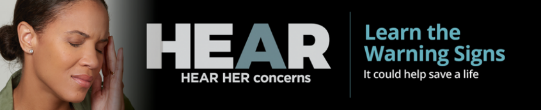 HEAR
HEAR HER concerns
Learn the
Warning Signs
It could help save a life